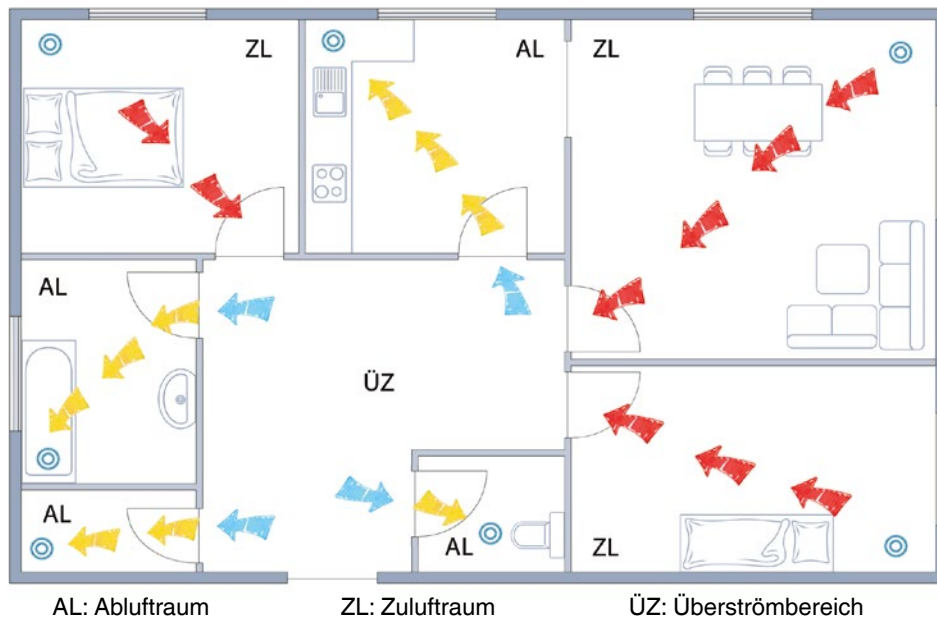 ZL AL ZL
AL
ÜZ
AL
AL ZL
AL: Abluftraum ZL: Zuluftraum ÜZ: Überströmbereich